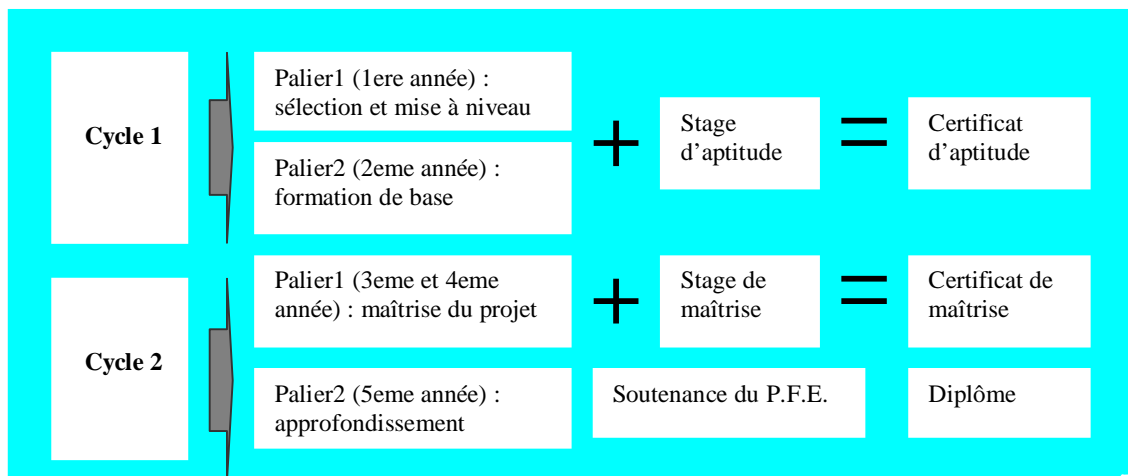 Cycle 1
Palier1 (1ere année) :
sélection et mise à niveau
Palier2 (2eme année) :
formation de base
+
Stage
d’aptitude
=
Certificat
d’aptitude
Cycle 2
Palier1 (3eme et 4eme
année) : maîtrise du projet
+
Stage de
maîtrise
=
Certificat de
maîtrise
Palier2 (5eme année) :
approfondissement
Soutenance du P.F.E.
Diplôme